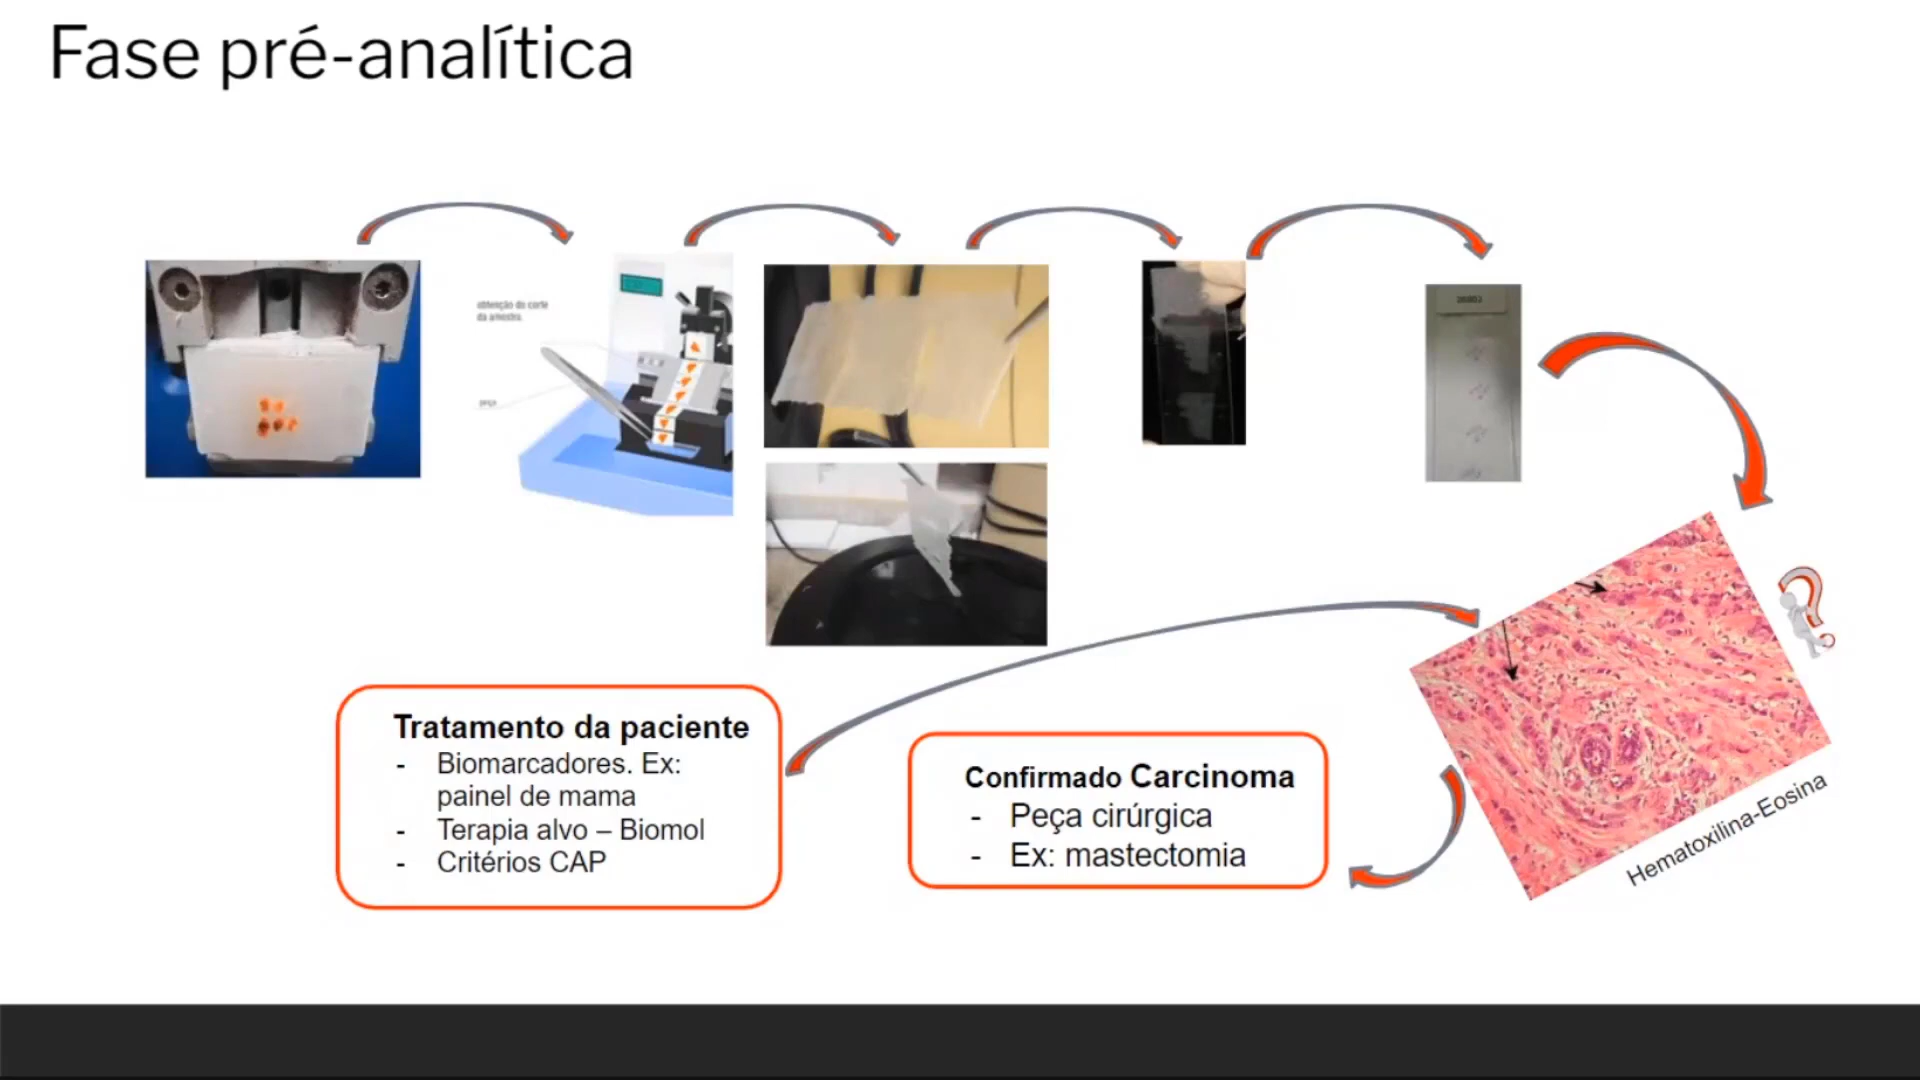 Fase pré-analítica
obtenção do corte
da amostra.
Tratamento da paciente
- Biomarcadores. Ex:
painel de mama
- Terapia alvo – Biomol
- Critérios CAP
Confirmado Carcinoma
- Peça cirúrgica
- Ex: mastectomia
Hematoxilina-Eosina